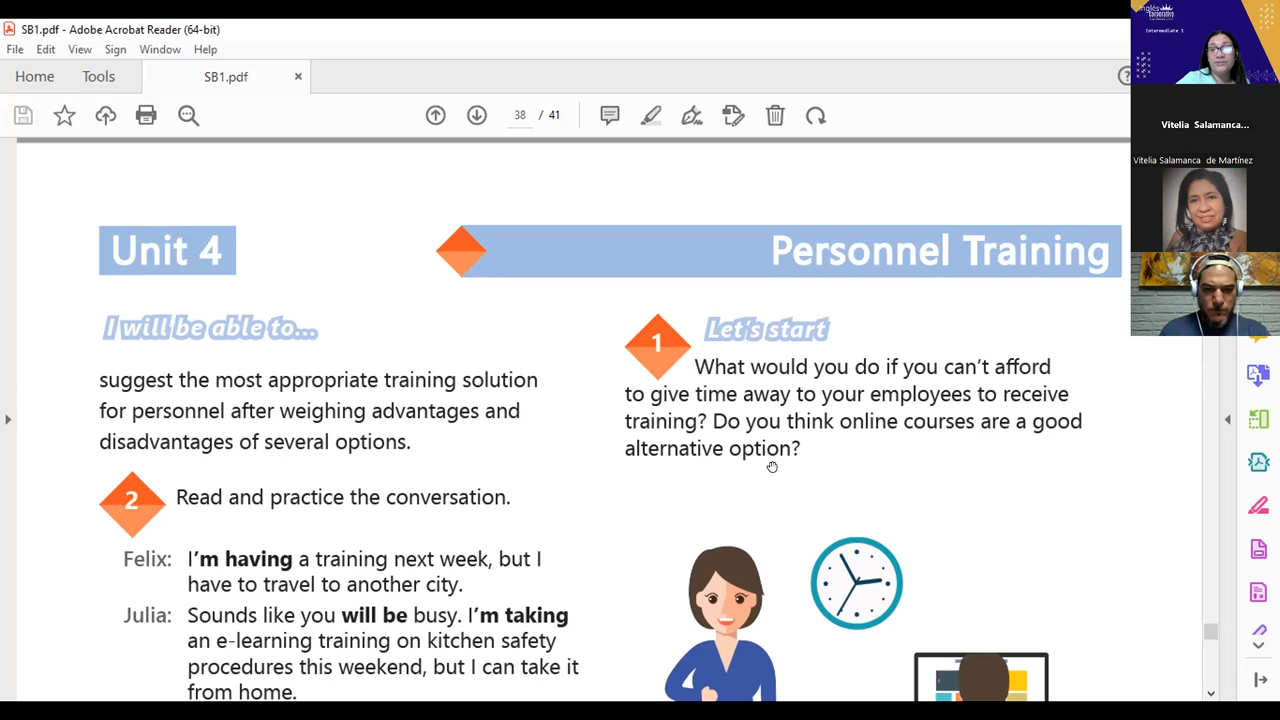 SB1.pdf - Adobe Acrobat Reader (64-bit)
File Edit View Sign Window Help
Home Tools SB1.pdf ×
38 / 41
Unit 4
Personnel Training
I will be able to...
suggest the most appropriate training solution
for personnel after weighing advantages and
disadvantages of several options.
1 Let's start
What would you do if you can't afford
to give time away to your employees to receive
training? Do you think online courses are a good
alternative option?
2 Read and practice the conversation.
Felix: I'm having a training next week, but I
have to travel to another city.
Julia: Sounds like you will be busy. I'm taking
an e-learning training on kitchen safety
procedures this weekend, but I can take it
from home.
Inglés
Corporativo
Intermediate 1
Vitelia Salamanca...
Vitelia Salamanca de Martínez